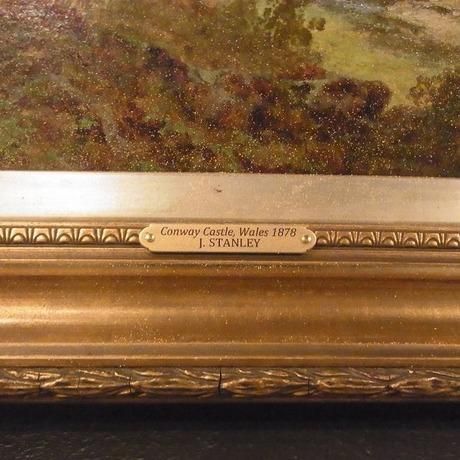 Conway Castle, Wales 1878
J. STANLEY